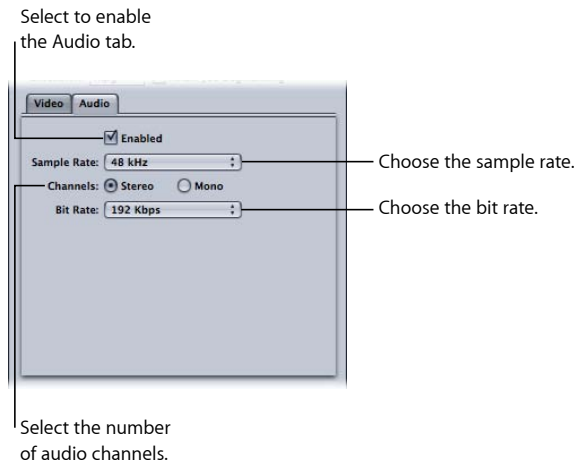 Select to enable
the Audio tab.
Video Audio
Enabled
Sample Rate: 48 kHz
Choose the sample rate.
Channels: Stereo Mono
Bit Rate: 192 Kbps
Choose the bit rate.
Select the number
of audio channels.